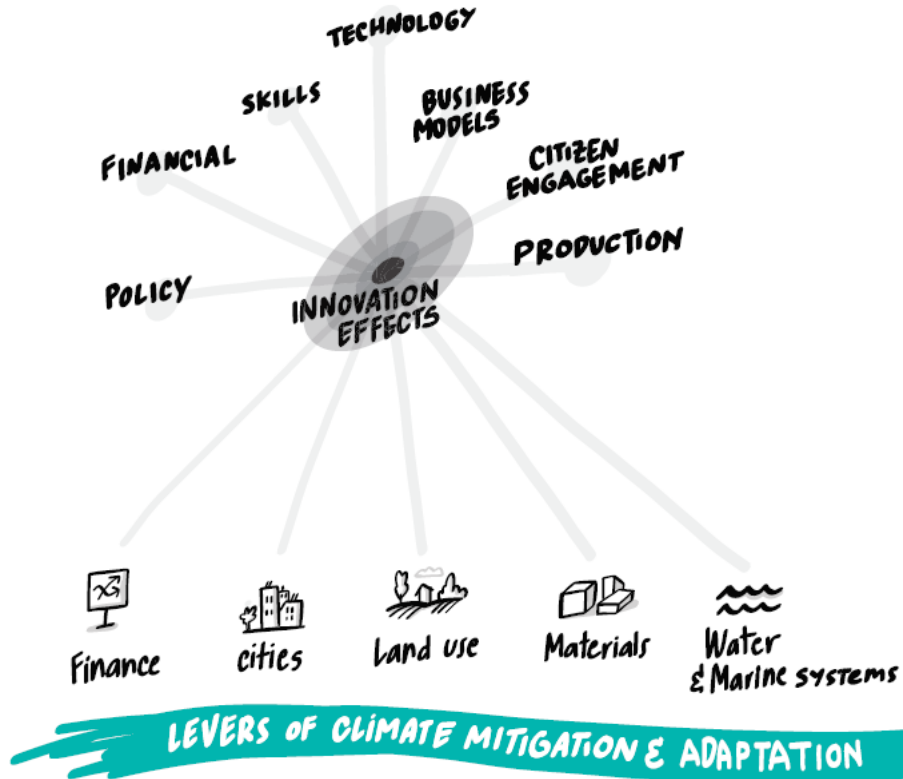 TECHNOLOGY
SKILLS
BUSINESS
MODELS
FINANCIAL
CITIZEN
ENGAGEMENT
PRODUCTION
POLICY
INNOVATION
EFFECTS
Finance
cities
Land use
Materials
Water
& Marine systems
LEVERS OF CLIMATE MITIGATION & ADAPTATION